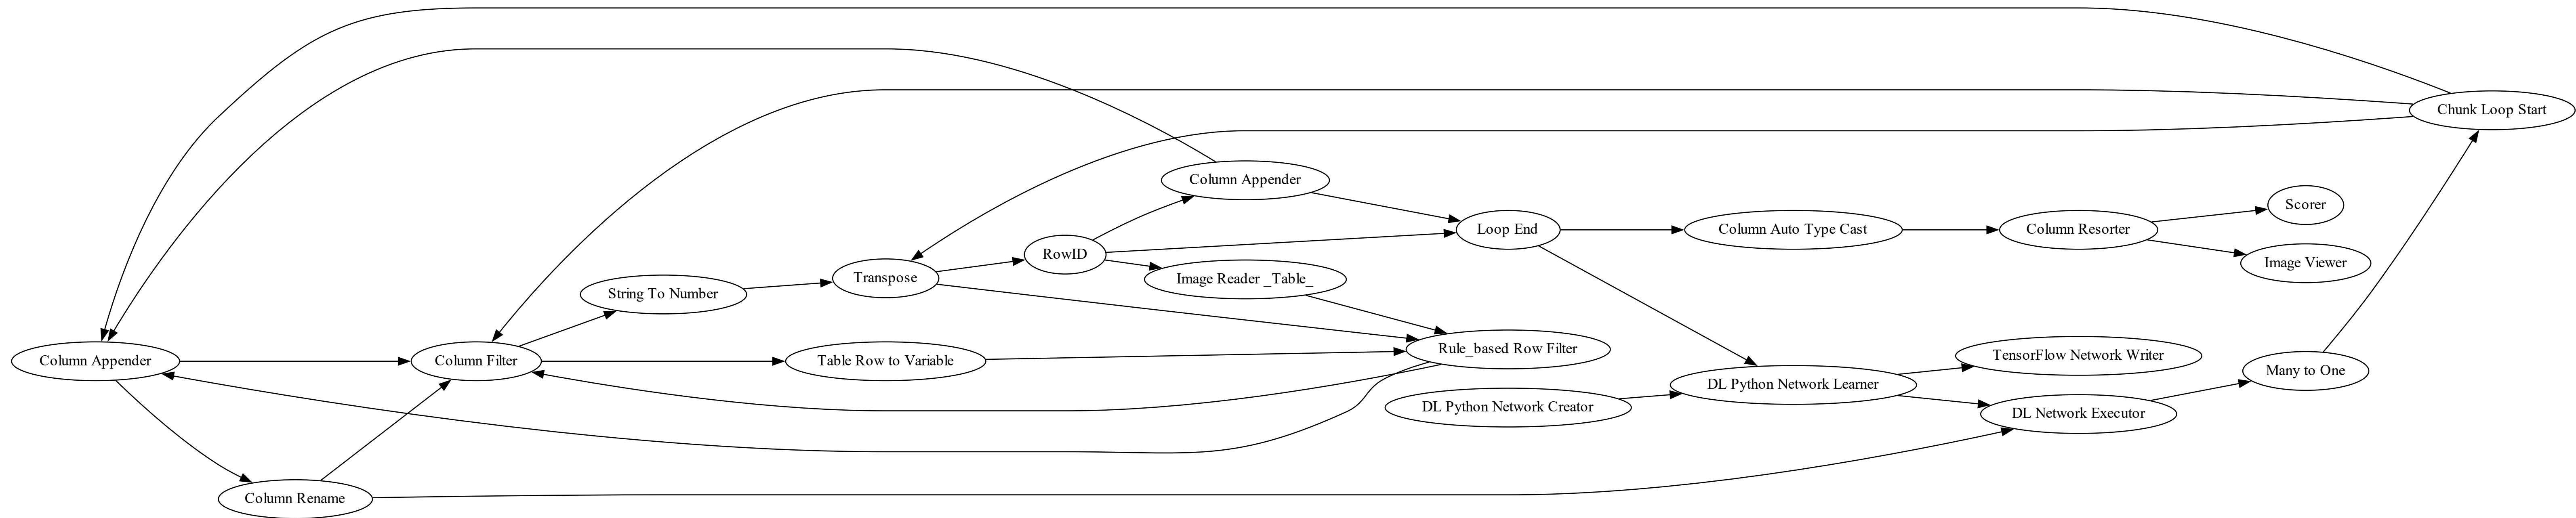 Chunk Loop Start
Column Appender
Scorer
Loop End
Column Auto Type Cast
Column Resorter
RowID
Image Viewer
Transpose
Image Reader _Table_
String To Number
Rule_based Row Filter
TensorFlow Network Writer
Column Appender
Column Filter
Table Row to Variable
Many to One
DL Python Network Learner
DL Python Network Creator
DL Network Executor
Column Rename